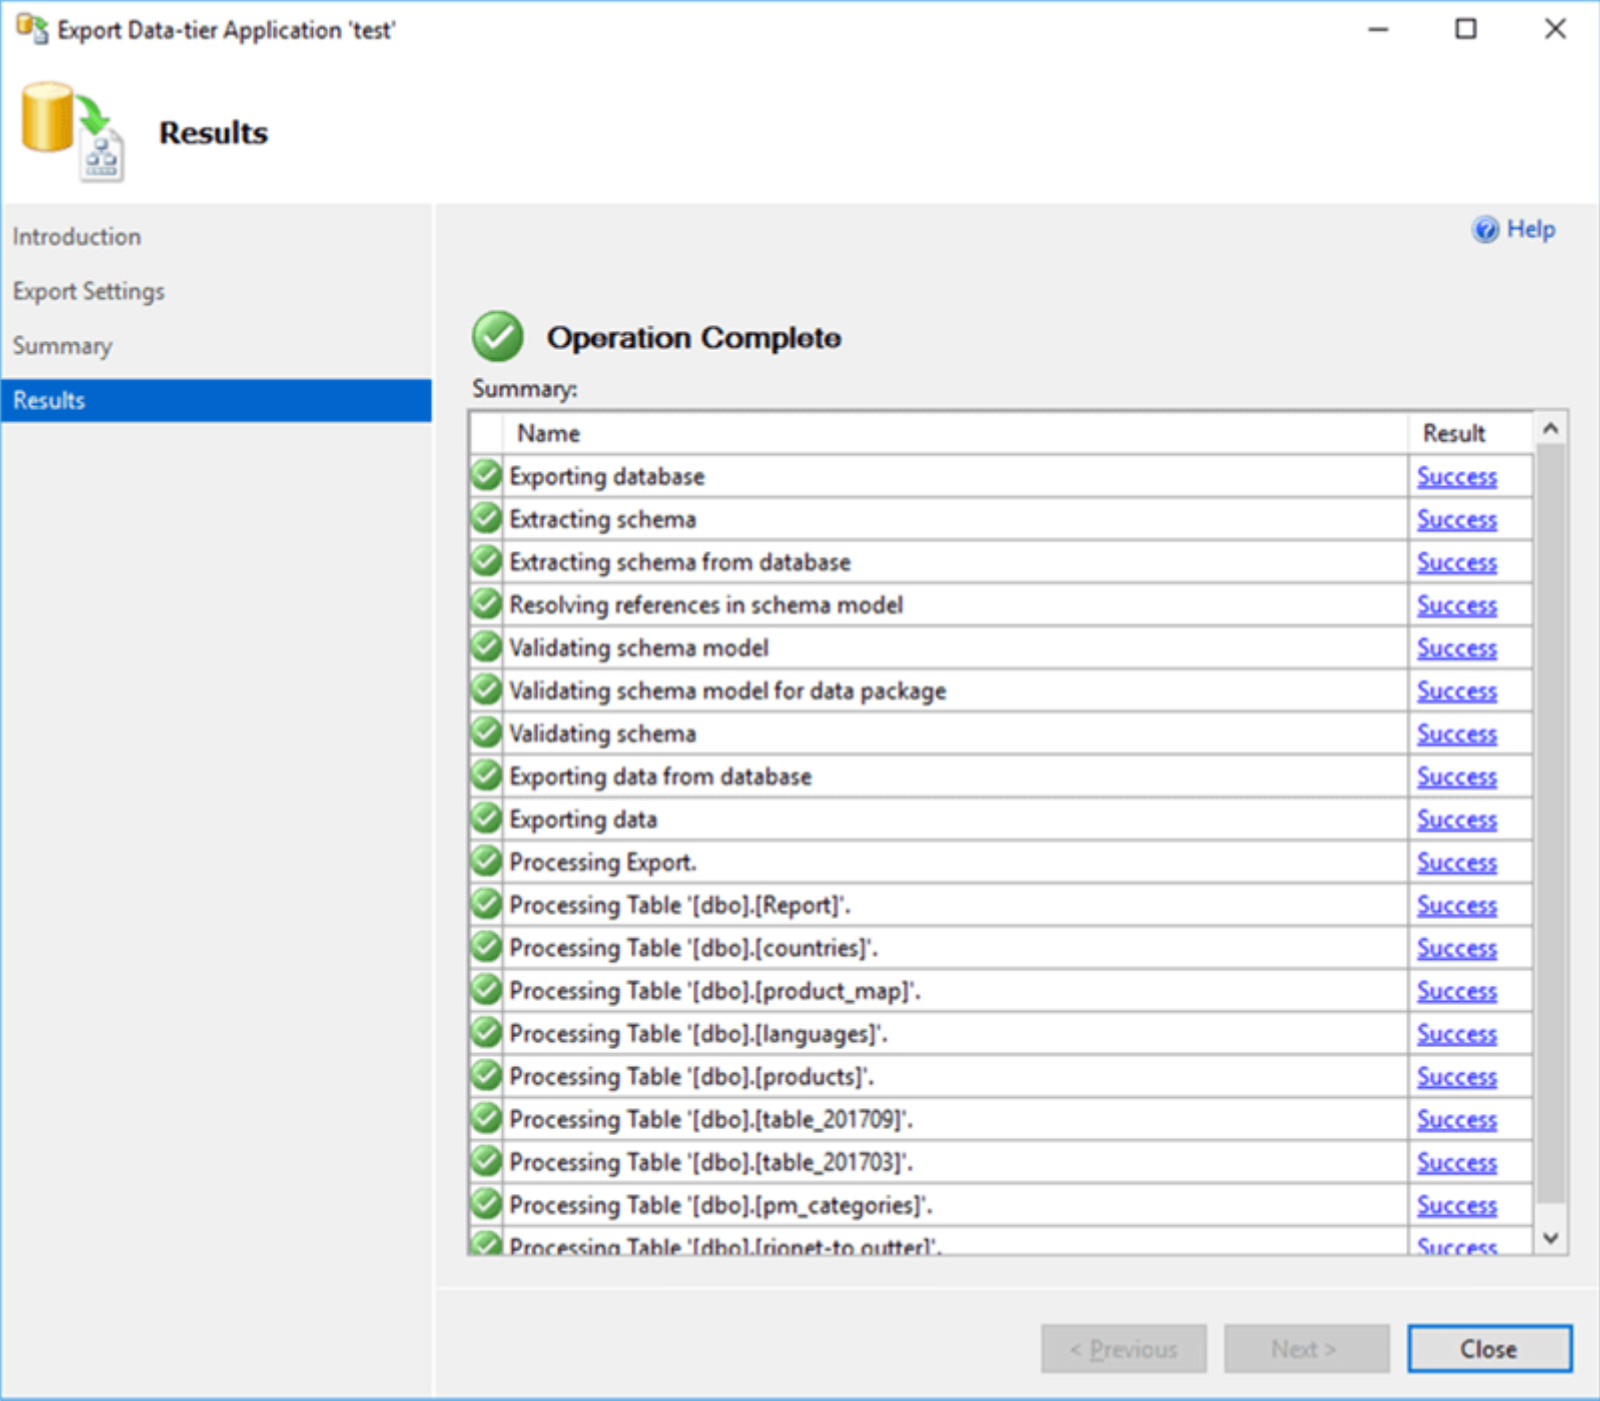 Export Data-tier Application 'test'
Results
Introduction
Export Settings
Summary
Results
Help
Operation Complete
Summary:
Name Result
Exporting database Success
Extracting schema Success
Extracting schema from database Success
Resolving references in schema model Success
Validating schema model Success
Validating schema model for data package Success
Validating schema Success
Exporting data from database Success
Exporting data Success
Processing Export. Success
Processing Table '[dbo].[Report]'. Success
Processing Table '[dbo].[countries]'. Success
Processing Table '[dbo].[product_map]'. Success
Processing Table '[dbo].[languages]'. Success
Processing Table '[dbo].[products]'. Success
Processing Table '[dbo].[table_201709]'. Success
Processing Table '[dbo].[table_201703]'. Success
Processing Table '[dbo].[pm_categories]'. Success
Processing Table Success
< Previous Next > Close